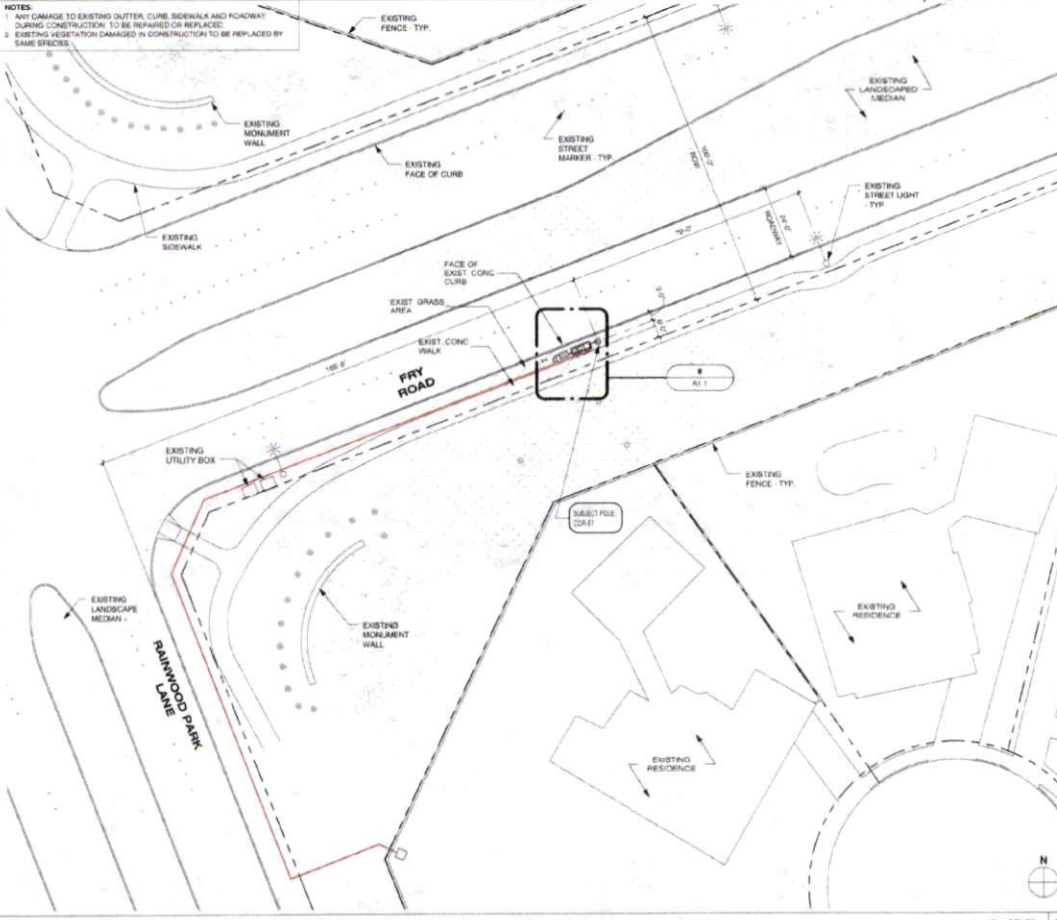 NOTES:
1. ANY DAMAGE TO EXISTING GUTTER, CURB, SIDEWALK AND ROADWAY
DURING CONSTRUCTION TO BE REPAIRED OR REPLACED
2. EXISTING VEGETATION DAMAGED IN CONSTRUCTION TO BE REPLACED BY
SAME SPECIES
EXISTING
FENCE - TYP.
EXISTING
LANDSCAPED
MEDIAN
EXISTING
MONUMENT
WALL
EXISTING
STREET
MARKER - TYP.
EXISTING
FACE OF CURB
ROW
EXISTING
STREET LIGHT
- TYP
24'-0"
ROADWAY
EXISTING
SIDEWALK
79'-0"
FACE OF
EXIST. CONC
CURB
EXIST. GRASS
AREA
EXIST. CONC
WALK
FRY
ROAD
A1.1
EXISTING
UTILITY BOX
EXISTING
FENCE - TYP.
SUBJECT POLE
EXISTING
LANDSCAPE
MEDIAN -
EXISTING
MONUMENT
WALL
EXISTING
RESIDENCE
RAINWOOD PARK
LANE
EXISTING
RESIDENCE
N